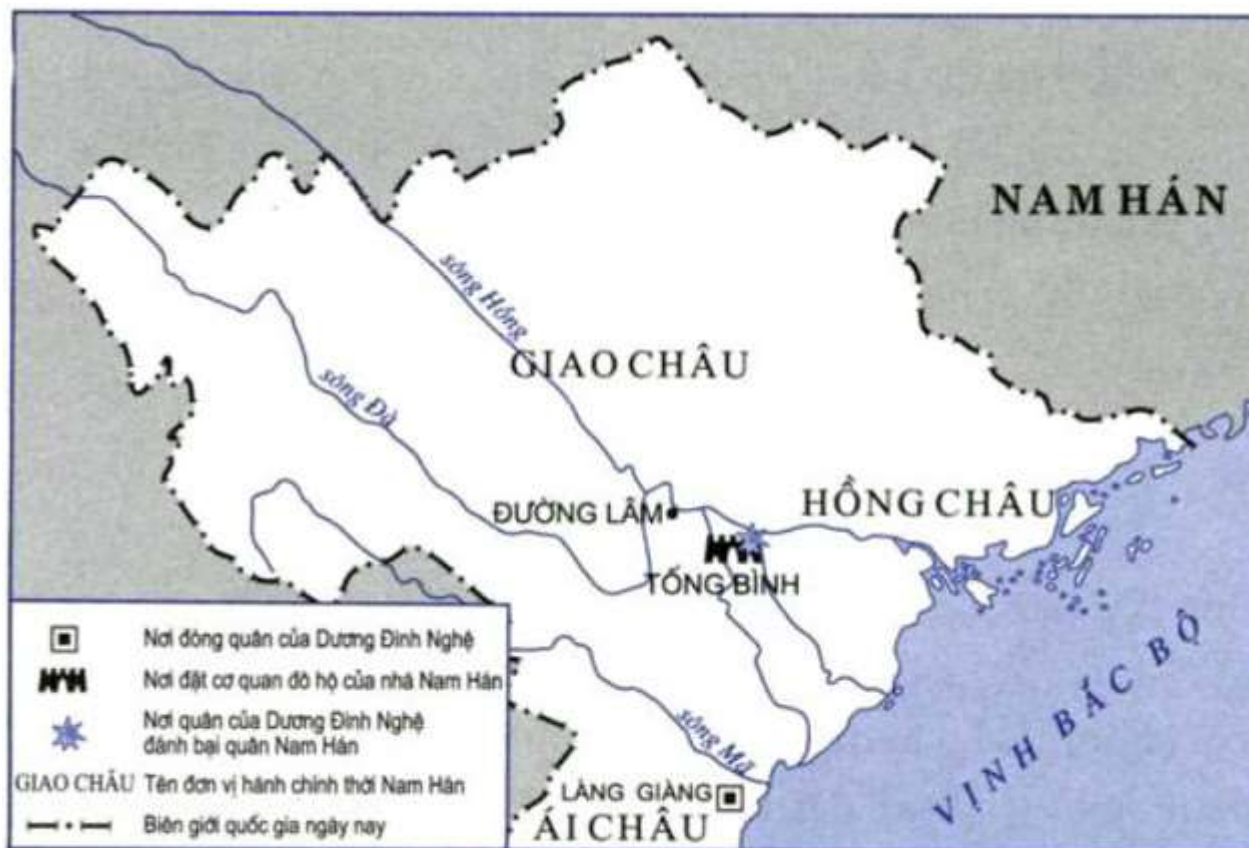 NAM HÁN
sông Hồng
GIAO CHÂU
sông Đà
HỒNG CHÂU
ĐƯỜNG LÂM
TỐNG BÌNH
VỊNH BẮC BỘ
sông Mã
LÀNG GIÀNG
ÁI CHÂU
Nơi đóng quân của Dương Đình Nghệ
Nơi đặt cơ quan đô hộ của nhà Nam Hán
Nơi quân của Dương Đình Nghệ
đánh bại quân Nam Hán
GIAO CHÂU Tên đơn vị hành chính thời Nam Hán
Biên giới quốc gia ngày nay